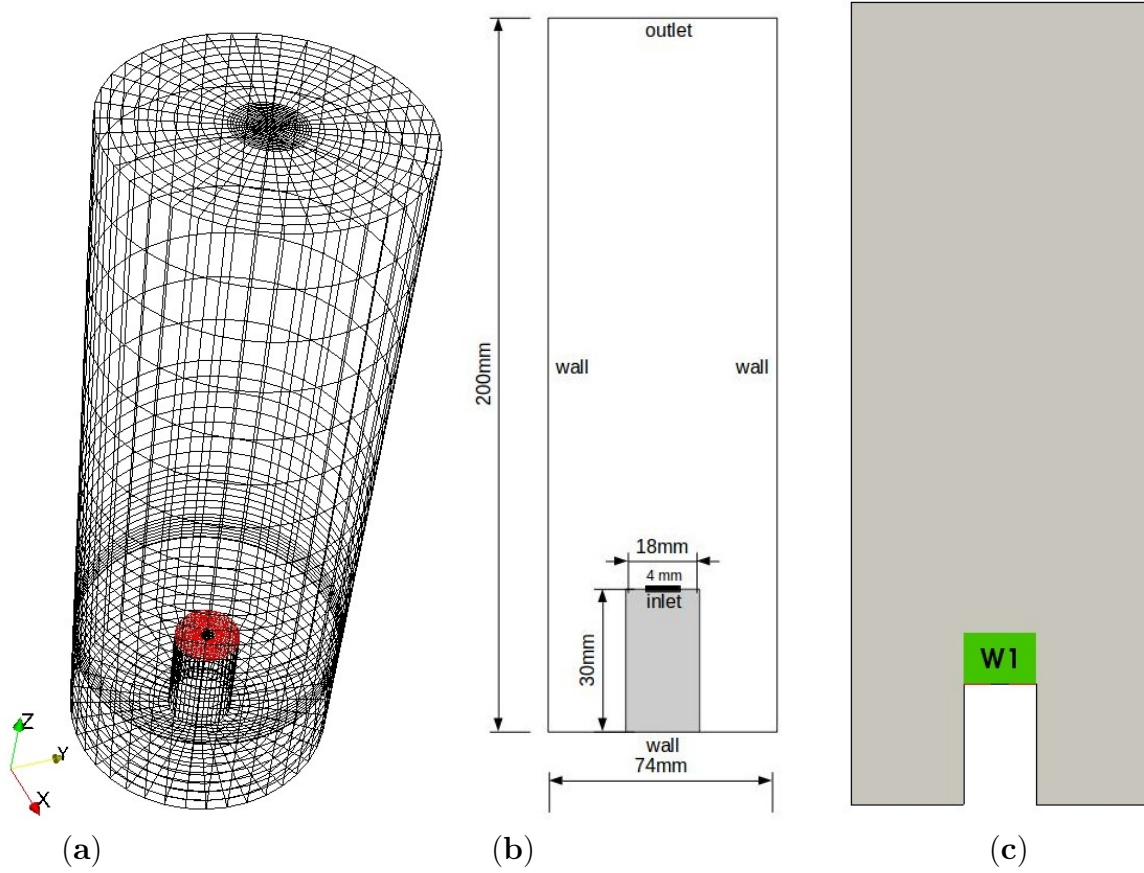 Z
Y
X
(a)
outlet
200mm
wall
wall
18mm
4 mm
inlet
30mm
wall
74mm
(b)
W1
(c)